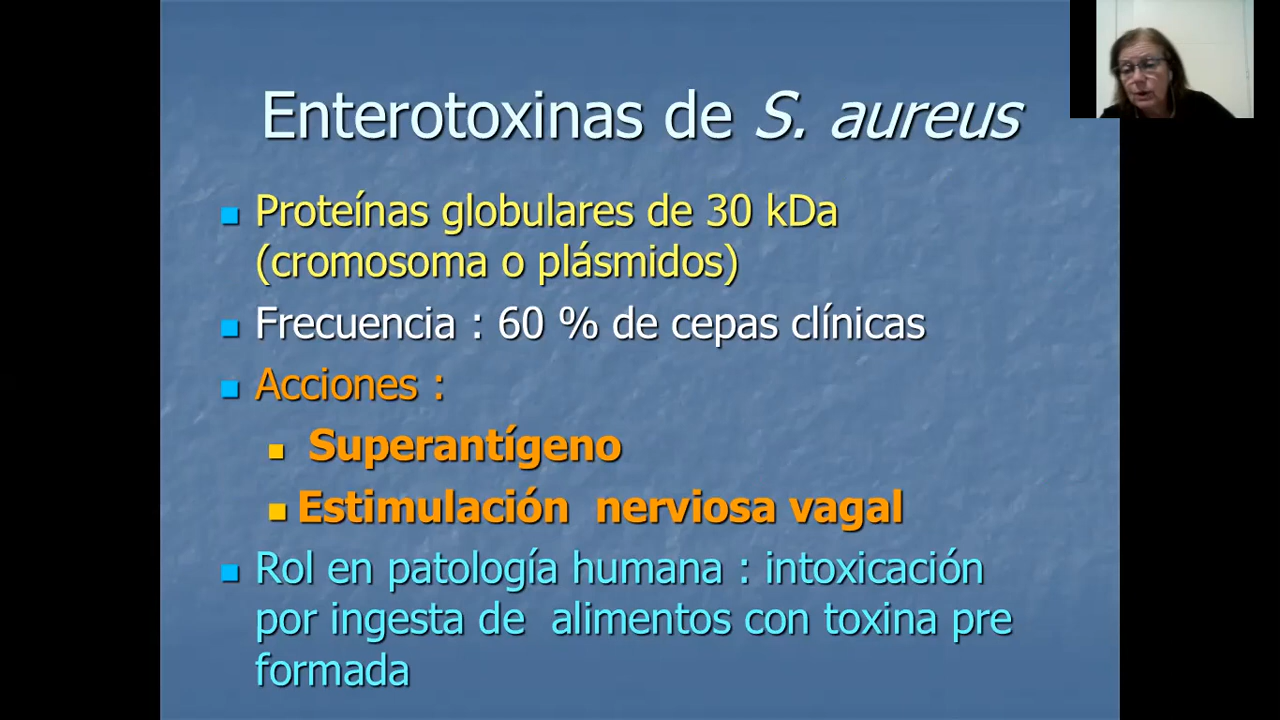 Enterotoxinas de S. aureus
Proteínas globulares de 30 kDa
(cromosoma o plásmidos)
Frecuencia : 60 % de cepas clínicas
Acciones :
Superantígeno
Estimulación nerviosa vagal
Rol en patología humana : intoxicación
por ingesta de alimentos con toxina pre
formada